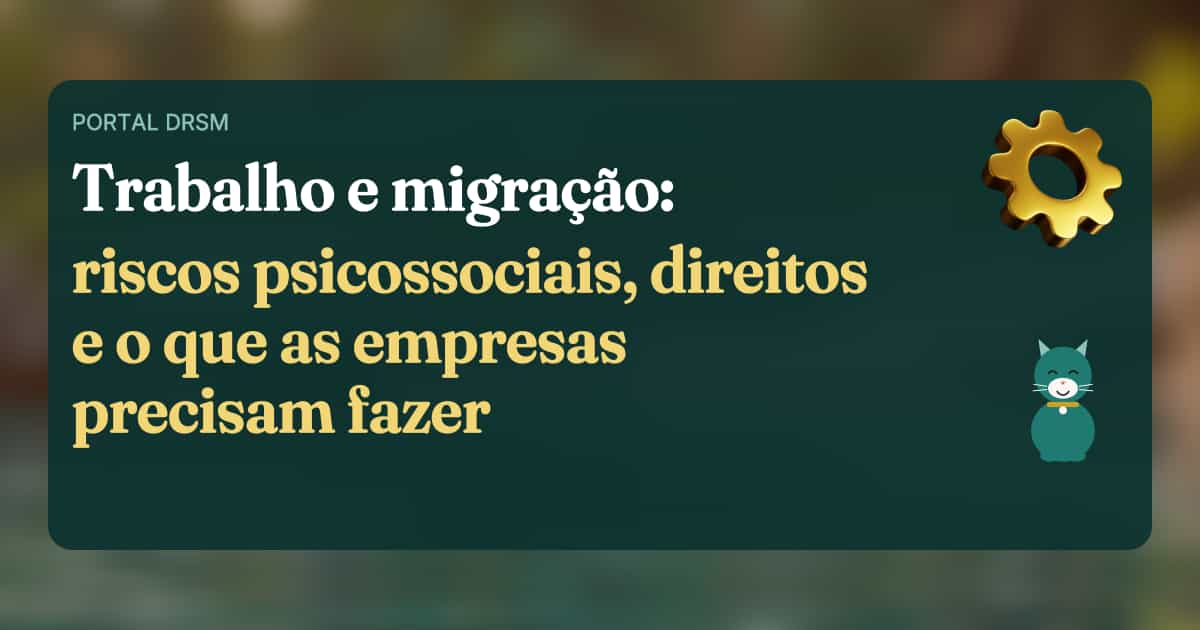 PORTAL DRSM
Trabalho e migração:
riscos psicossociais, direitos
e o que as empresas
precisam fazer